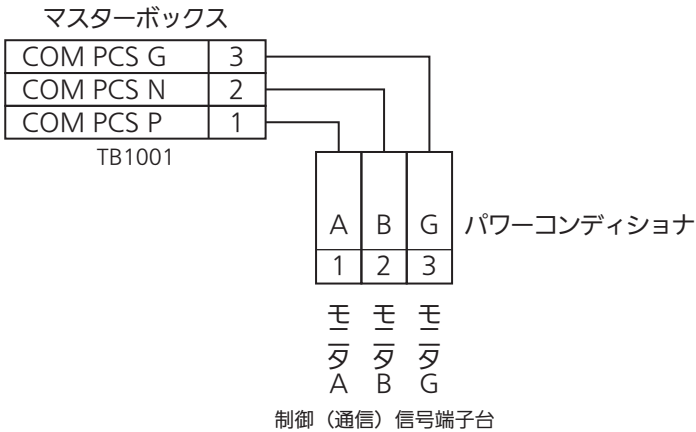 マスターボックス
COM PCS G 3
COM PCS N 2
COM PCS P 1
TB1001
A B G パワーコンディショナ
1 2 3
モニタA モニタB モニタG
制御（通信）信号端子台